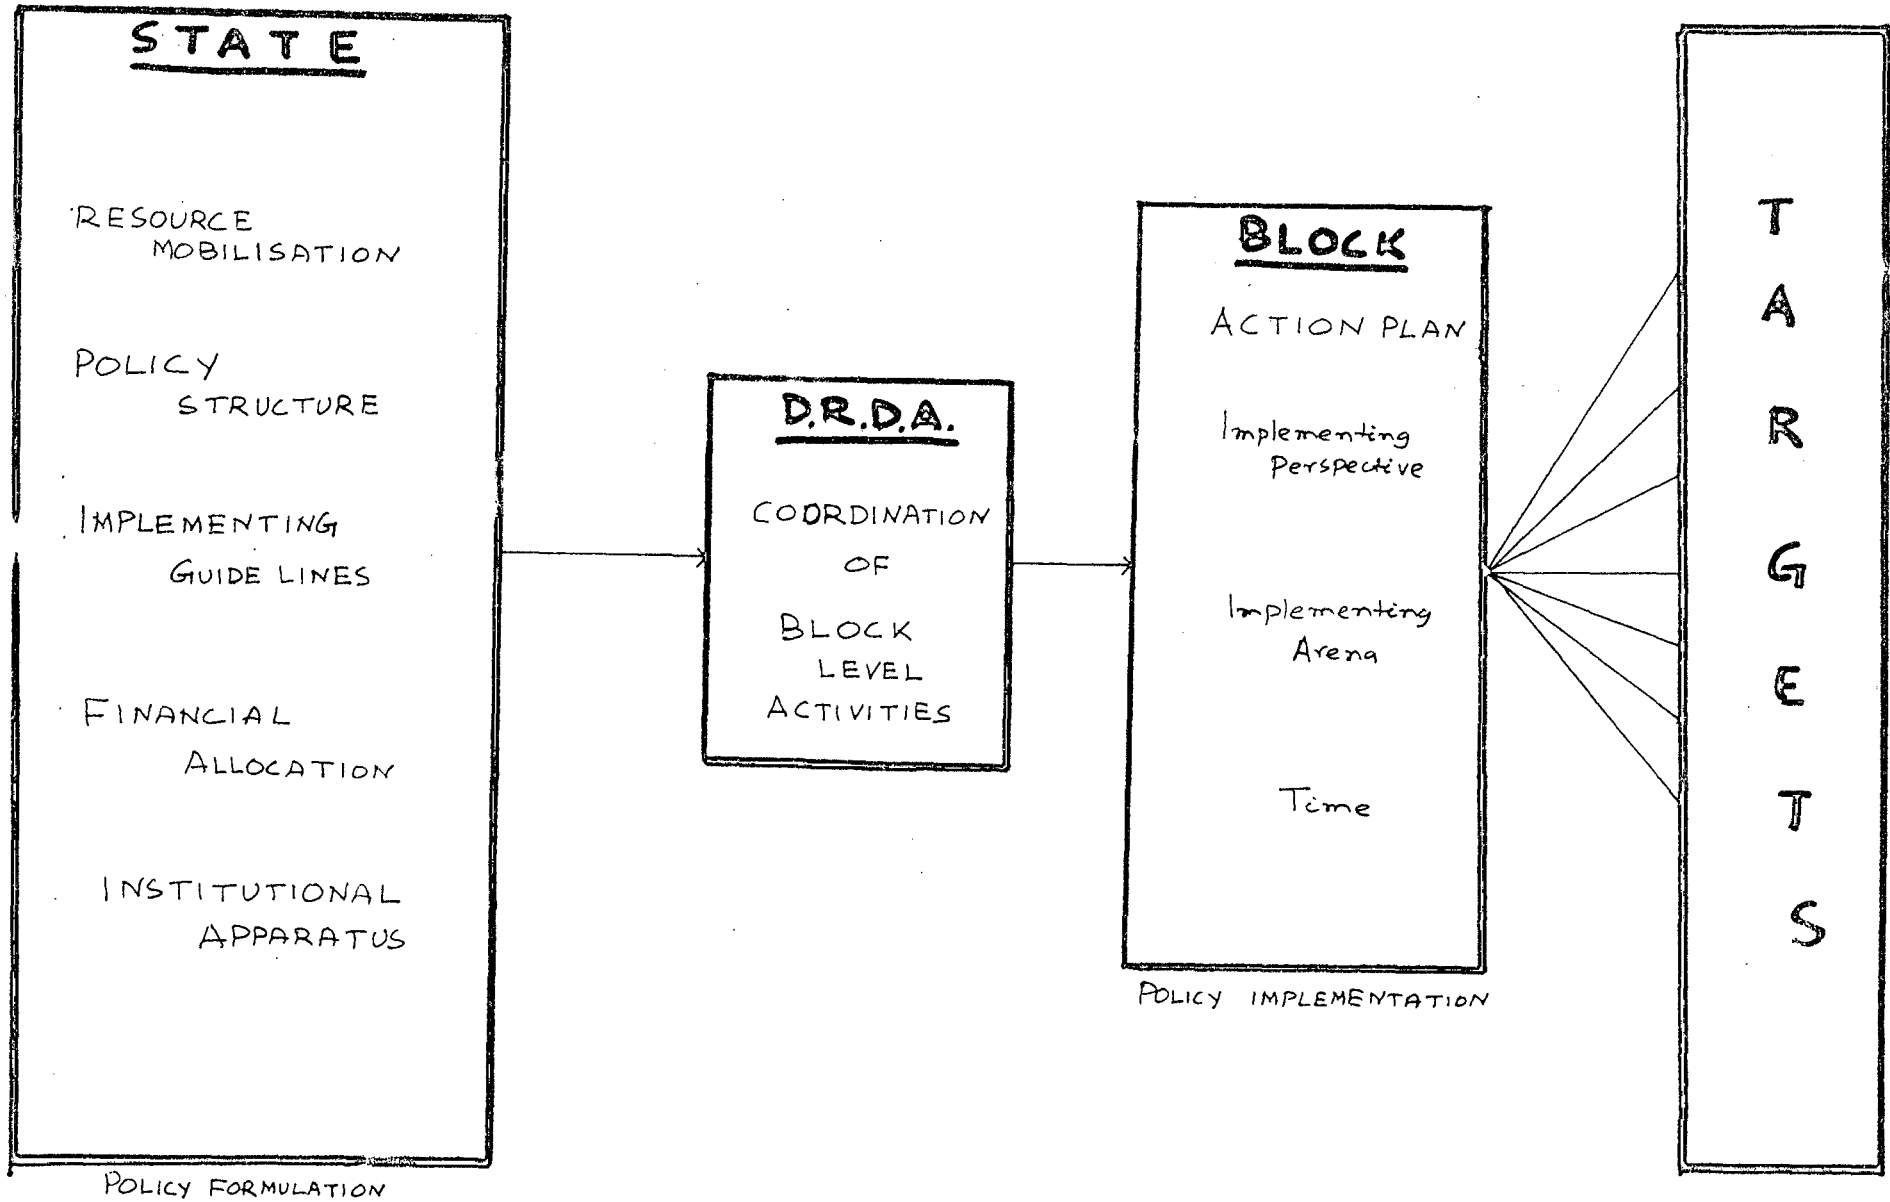 STATE
RESOURCE
MOBILISATION
POLICY
STRUCTURE
IMPLEMENTING
GUIDE LINES
FINANCIAL
ALLOCATION
INSTITUTIONAL
APPARATUS
POLICY FORMULATION
D.R.D.A.
COORDINATION
OF
BLOCK
LEVEL
ACTIVITIES
BLOCK
ACTION PLAN
Implementing
Perspective
Implementing
Arena
Time
POLICY IMPLEMENTATION
TARGETS